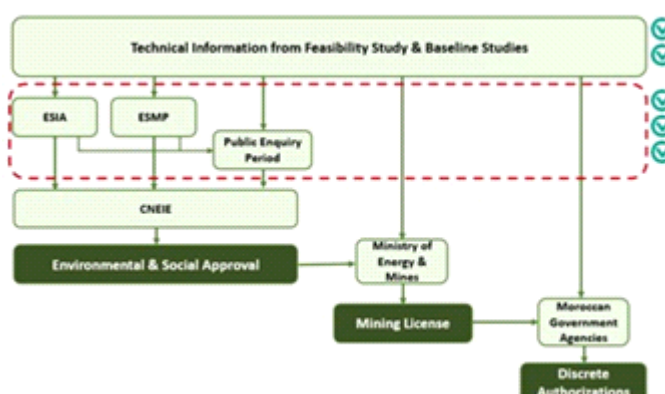 Technical Information from Feasibility Study & Baseline Studies
ESIA
ESMP
Public Enquiry
Period
CNEIE
Environmental & Social Approval
Ministry of
Energy &
Mines
Mining License
Moroccan
Government
Agencies
Discrete
Authorizations